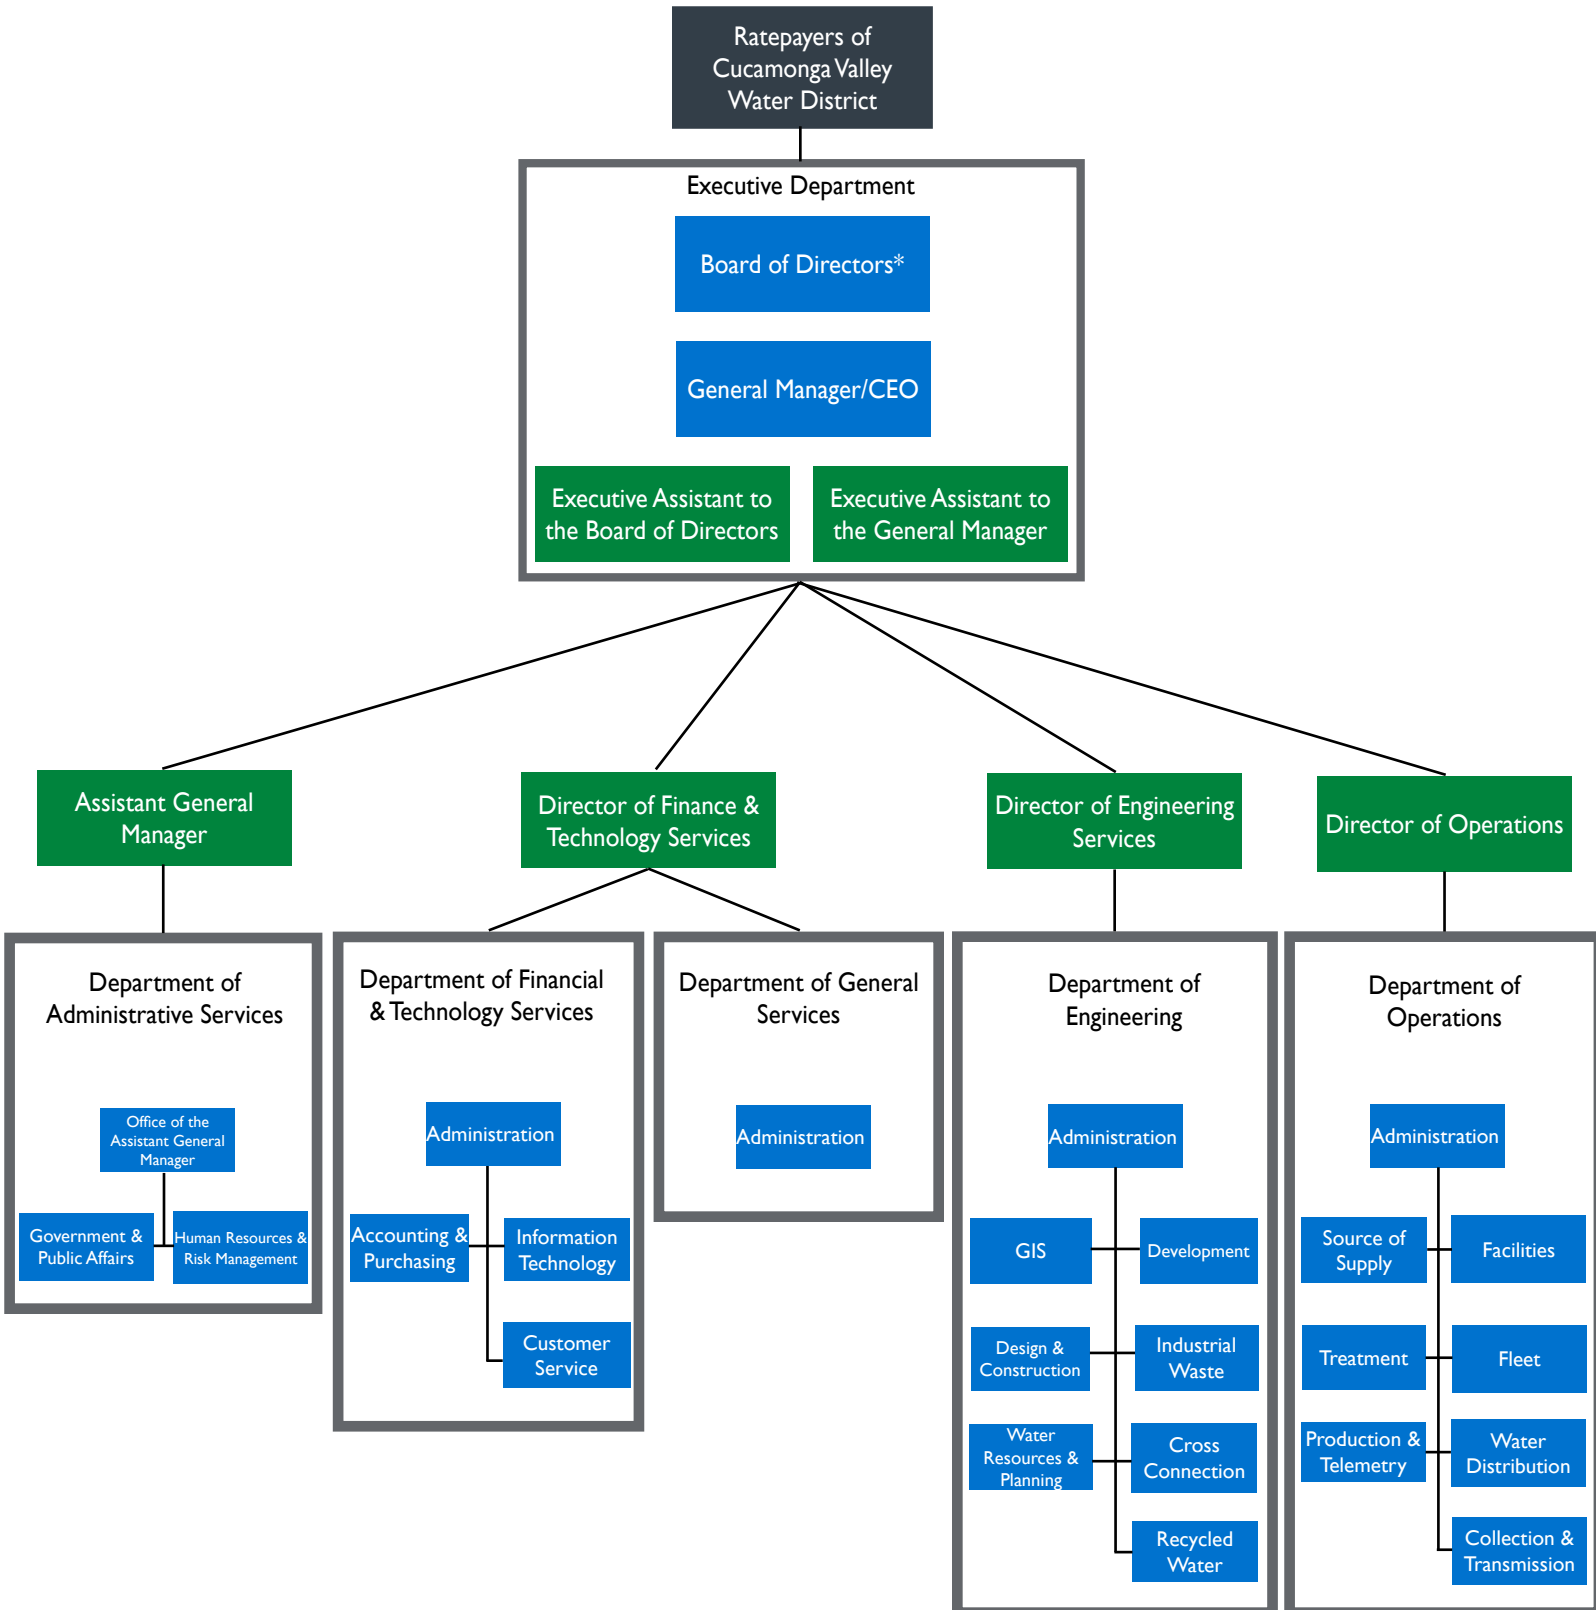 Ratepayers of
Cucamonga Valley
Water District
Executive Department
Board of Directors*
General Manager/CEO
Executive Assistant to
the Board of Directors
Executive Assistant to
the General Manager
Assistant General
Manager
Director of Finance &
Technology Services
Director of Engineering
Services
Director of Operations
Department of
Administrative Services
Office of the
Assistant General
Manager
Government &
Public Affairs
Human Resources &
Risk Management
Department of Financial
& Technology Services
Administration
Accounting &
Purchasing
Information
Technology
Customer
Service
Department of General
Services
Administration
Department of
Engineering
Administration
GIS
Development
Design &
Construction
Industrial
Waste
Water
Resources &
Planning
Cross
Connection
Recycled
Water
Department of
Operations
Administration
Source of
Supply
Facilities
Treatment
Fleet
Production &
Telemetry
Water
Distribution
Collection &
Transmission